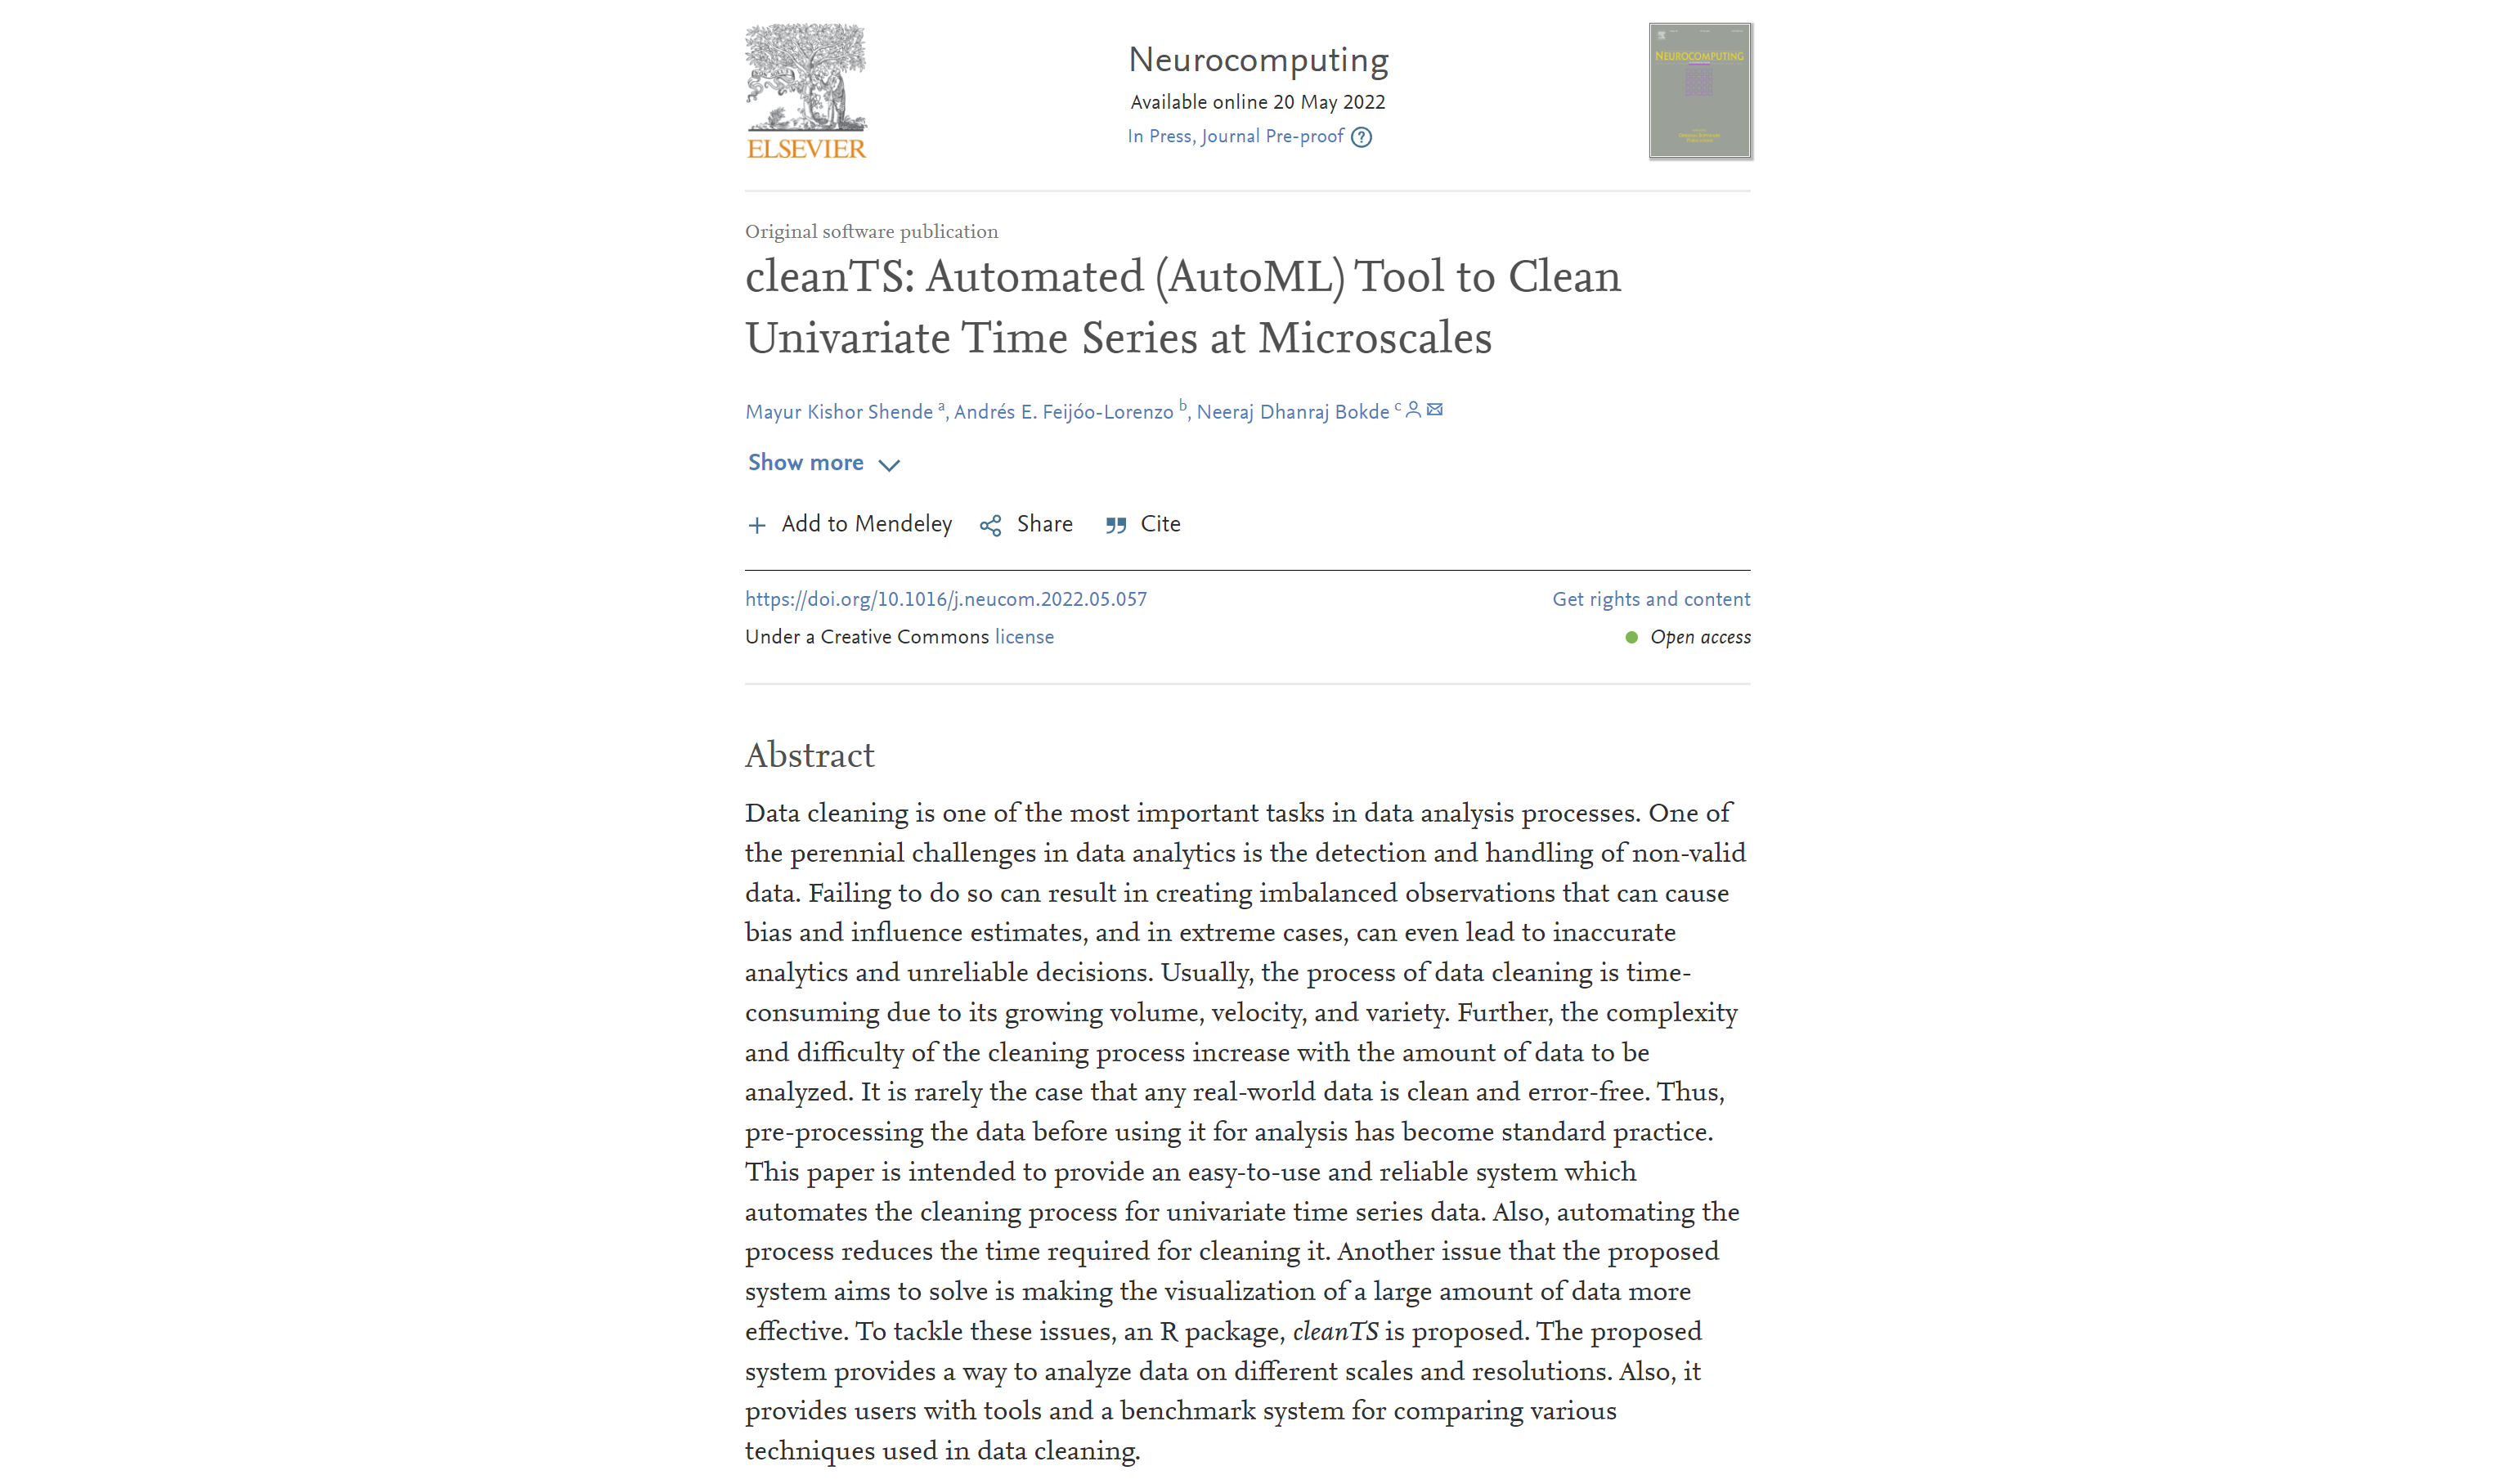 ELSEVIER
Neurocomputing
Available online 20 May 2022
In Press, Journal Pre-proof ?
NEUROCOMPUTING
Original software publication
cleanTS: Automated (AutoML) Tool to Clean
Univariate Time Series at Microscales
Mayur Kishor Shende a, Andrés E. Feijóo-Lorenzo b, Neeraj Dhanraj Bokde c
Show more
Add to Mendeley Share Cite
https://doi.org/10.1016/j.neucom.2022.05.057 Get rights and content
Under a Creative Commons license Open access
Abstract
Data cleaning is one of the most important tasks in data analysis processes. One of
the perennial challenges in data analytics is the detection and handling of non-valid
data. Failing to do so can result in creating imbalanced observations that can cause
bias and influence estimates, and in extreme cases, can even lead to inaccurate
analytics and unreliable decisions. Usually, the process of data cleaning is time-
consuming due to its growing volume, velocity, and variety. Further, the complexity
and difficulty of the cleaning process increase with the amount of data to be
analyzed. It is rarely the case that any real-world data is clean and error-free. Thus,
pre-processing the data before using it for analysis has become standard practice.
This paper is intended to provide an easy-to-use and reliable system which
automates the cleaning process for univariate time series data. Also, automating the
process reduces the time required for cleaning it. Another issue that the proposed
system aims to solve is making the visualization of a large amount of data more
effective. To tackle these issues, an R package, cleanTS is proposed. The proposed
system provides a way to analyze data on different scales and resolutions. Also, it
provides users with tools and a benchmark system for comparing various
techniques used in data cleaning.